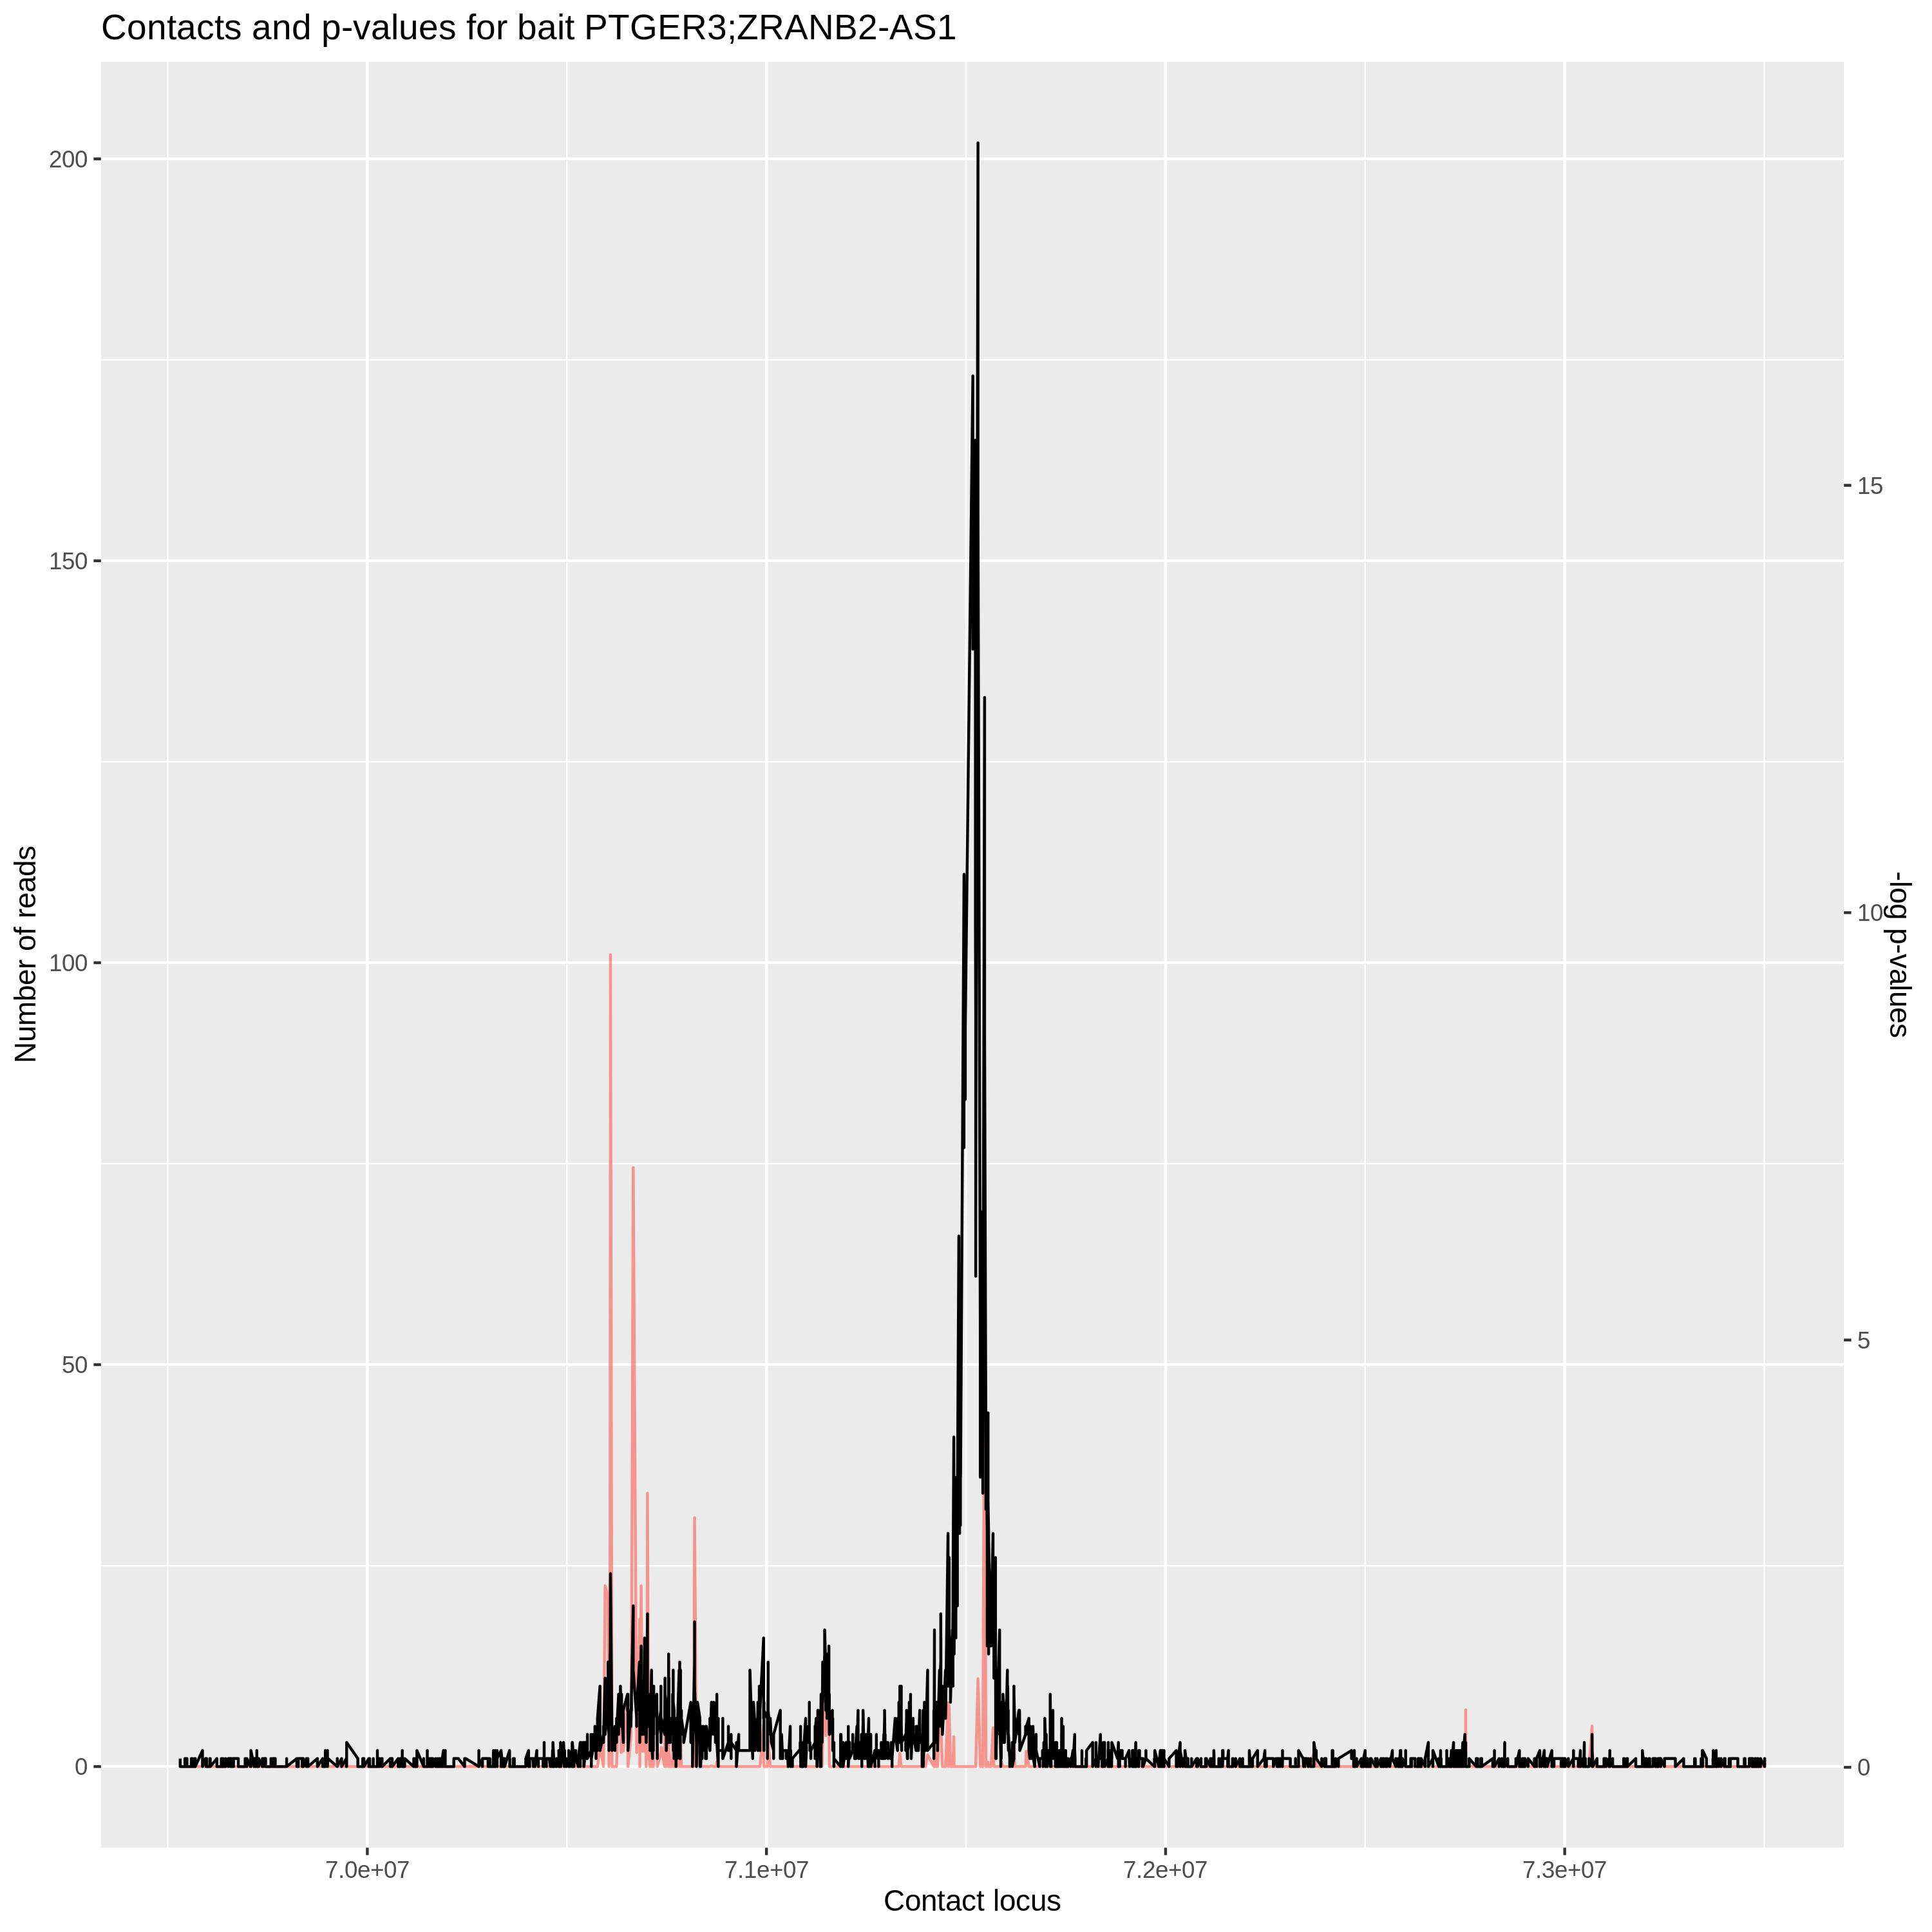 Contacts and p-values for bait PTGER3;ZRANB2-AS1
200
150
100
50
0
Number of reads
15
10
5
0
-log p-values
7.0e+07
7.1e+07
7.2e+07
7.3e+07
Contact locus